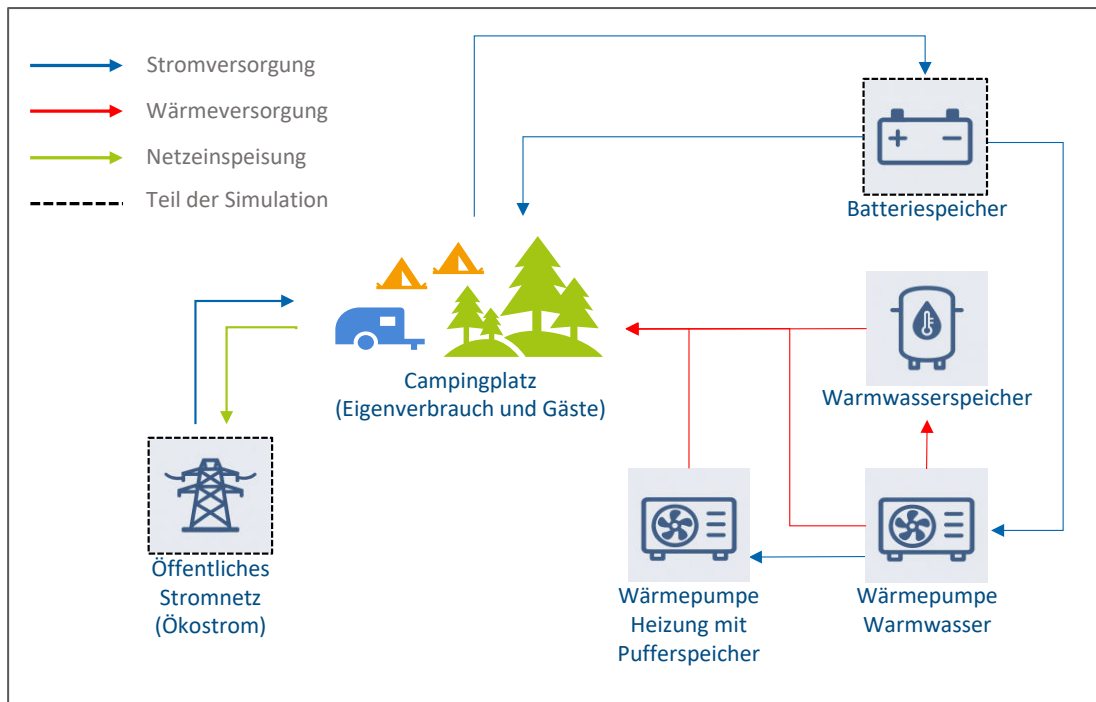 Stromversorgung
Wärmeversorgung
Netzeinspeisung
Teil der Simulation
Batteriespeicher
Campingplatz
(Eigenverbrauch und Gäste)
Warmwasserspeicher
Öffentliches
Stromnetz
(Ökostrom)
Wärmepumpe
Heizung mit
Pufferspeicher
Wärmepumpe
Warmwasser